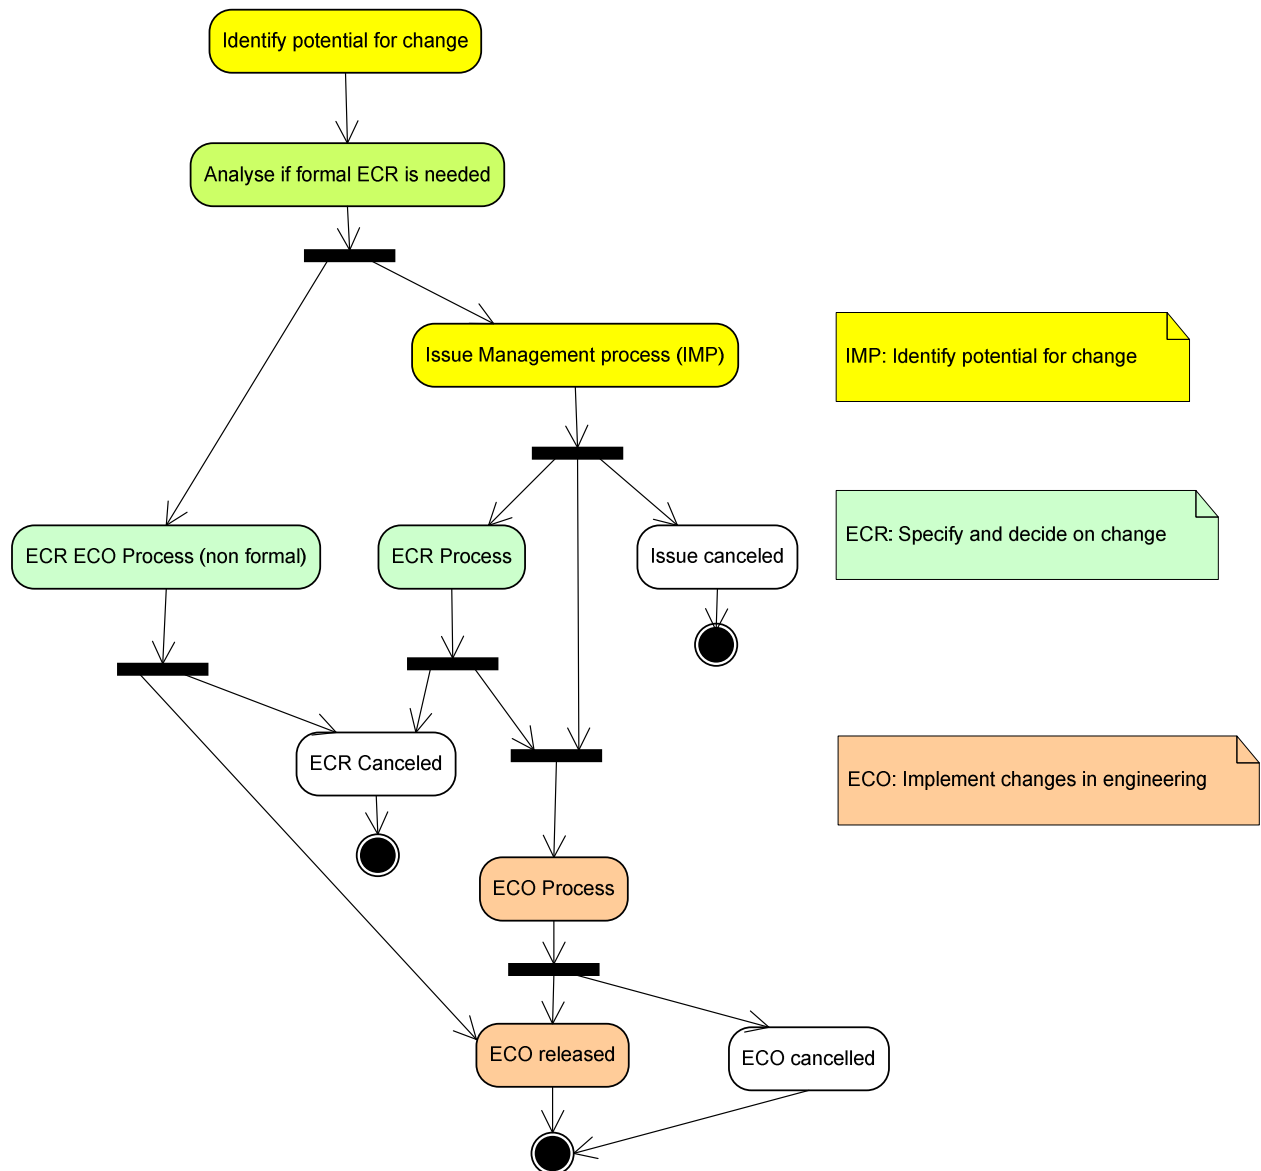 Identify potential for change
Analyse if formal ECR is needed
Issue Management process (IMP)
IMP: Identify potential for change
ECR ECO Process (non formal)
ECR Process
Issue canceled
ECR: Specify and decide on change
ECR Canceled
ECO: Implement changes in engineering
ECO Process
ECO released
ECO cancelled